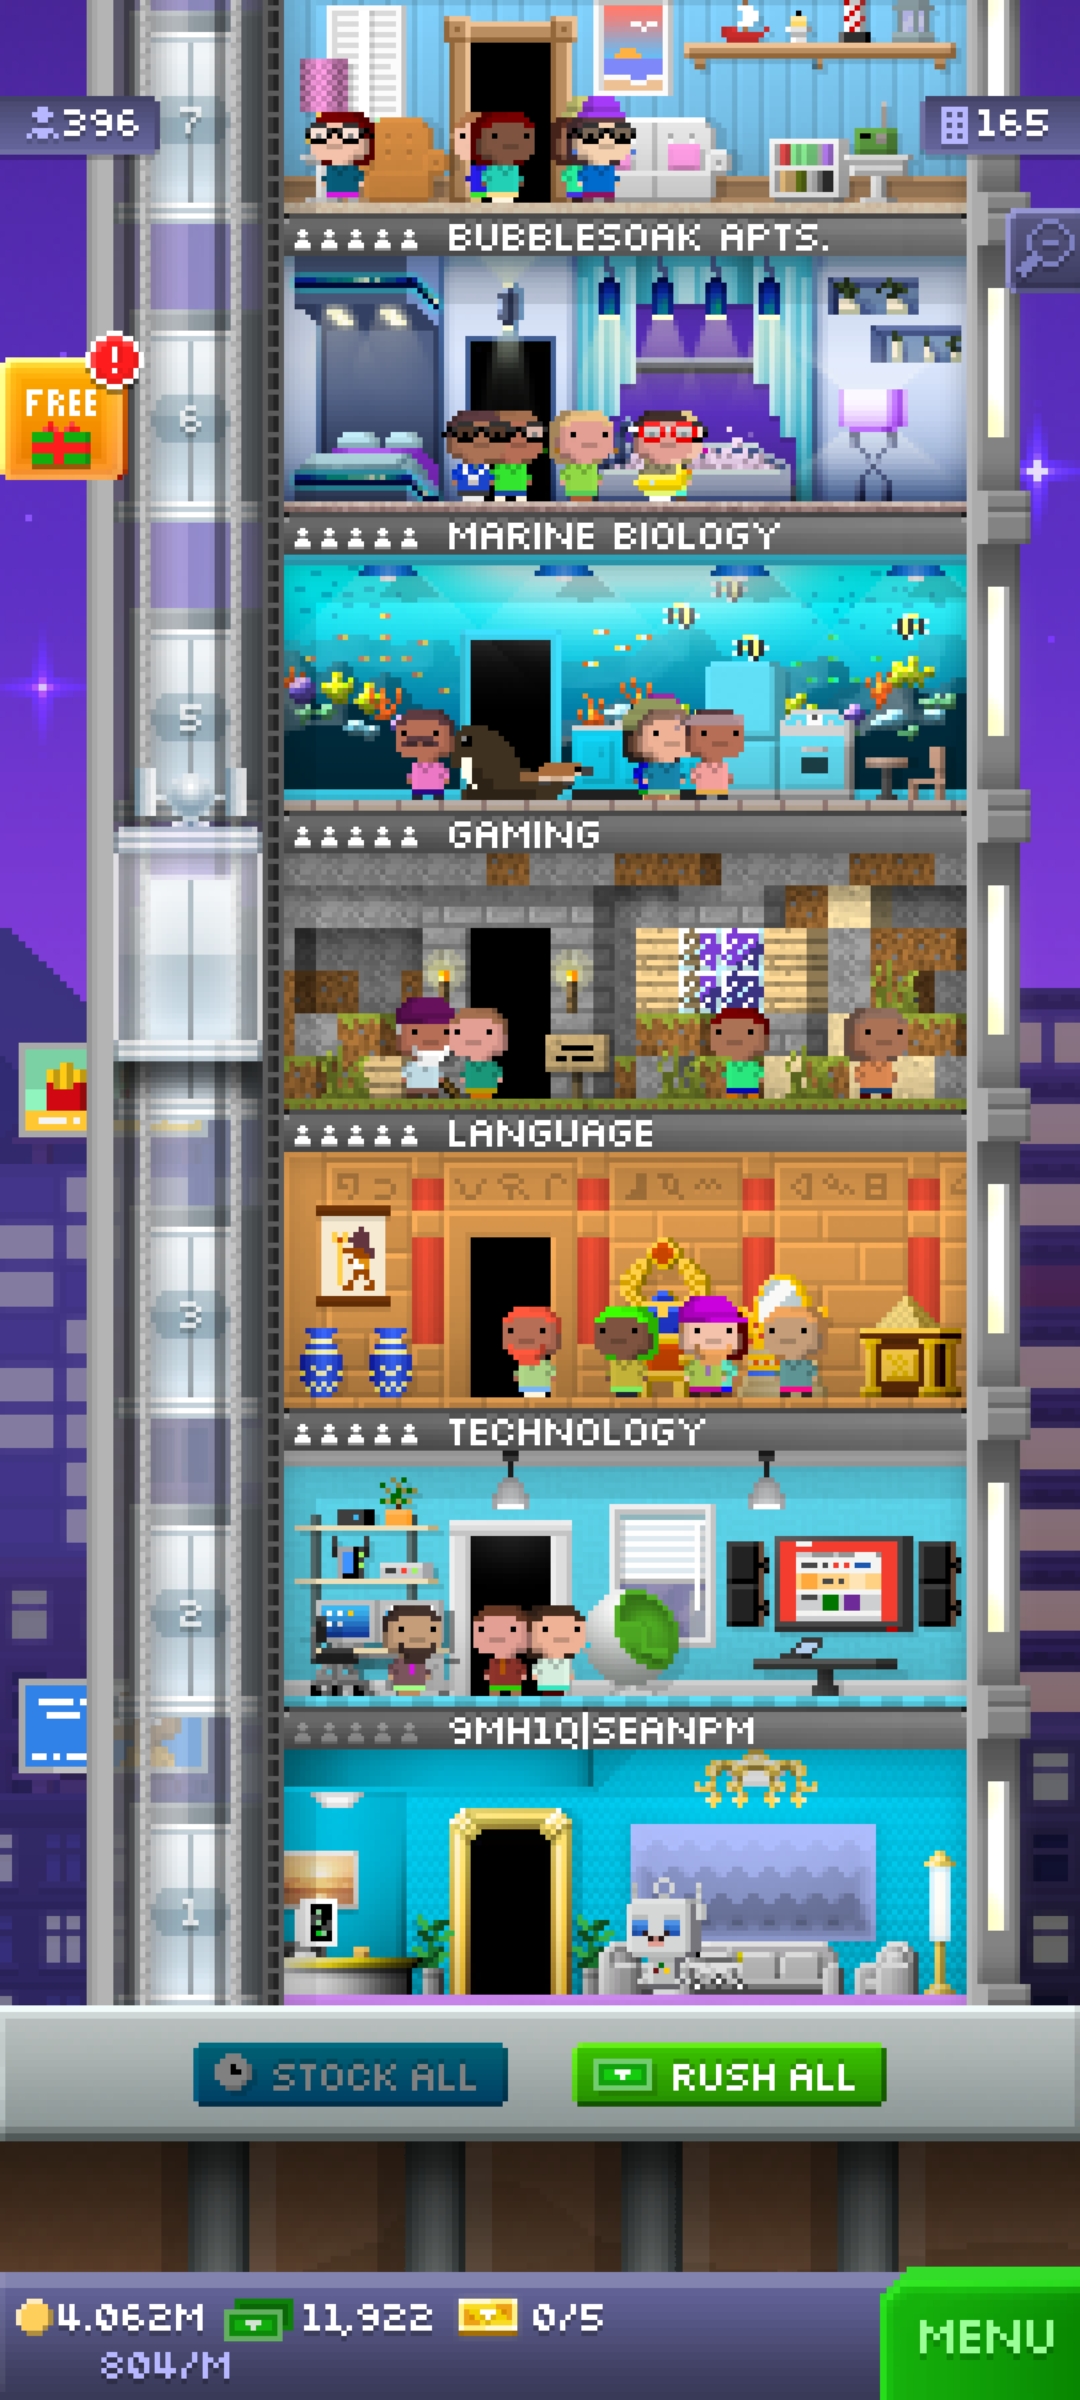 396
7
165
BUBBLESOAK APTS.
FREE
!
6
MARINE BIOLOGY
5
GAMING
LANGUAGE
3
TECHNOLOGY
2
9MH1Q|SEANPM
1
STOCK ALL
RUSH ALL
4.062M 11,922 0/5
804/M
MENU